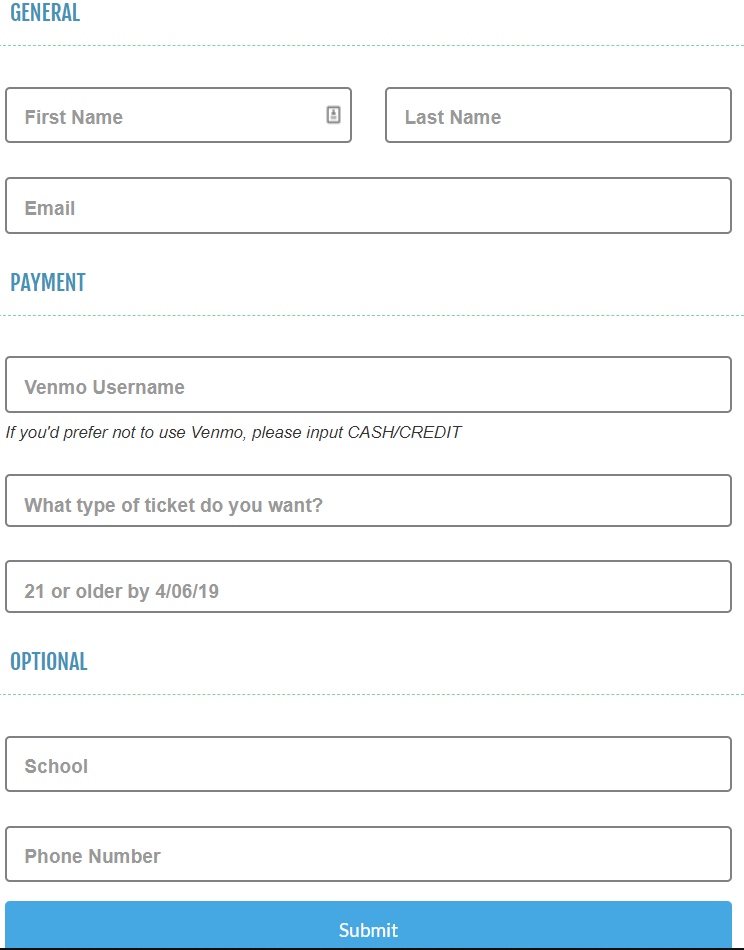 GENERAL
First Name
Last Name
Email
PAYMENT
Venmo Username
If you'd prefer not to use Venmo, please input CASH/CREDIT
What type of ticket do you want?
21 or older by 4/06/19
OPTIONAL
School
Phone Number
Submit